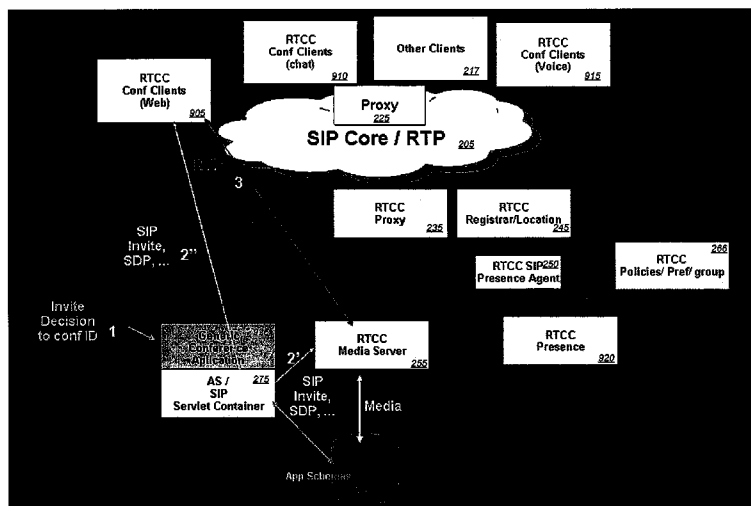 RTCC
Conf Clients
(chat)
910
Other Clients
217
RTCC
Conf Clients
(Voice)
915
RTCC
Conf Clients
(Web)
905
Proxy
225
SIP Core / RTP
205
3
RTCC
Proxy
235
RTCC
Registrar/Location
245
SIP
Invite,
SDP, ...
2"
RTCC SIP
Presence Agent
250
266
RTCC
Policies/ Pref/ group
Invite
Decision
to conf ID
1
Conference
2'
RTCC
Media Server
255
RTCC
Presence
920
AS /
SIP
Servlet Container
275
SIP
Invite,
SDP, ...
Media
App Schemas